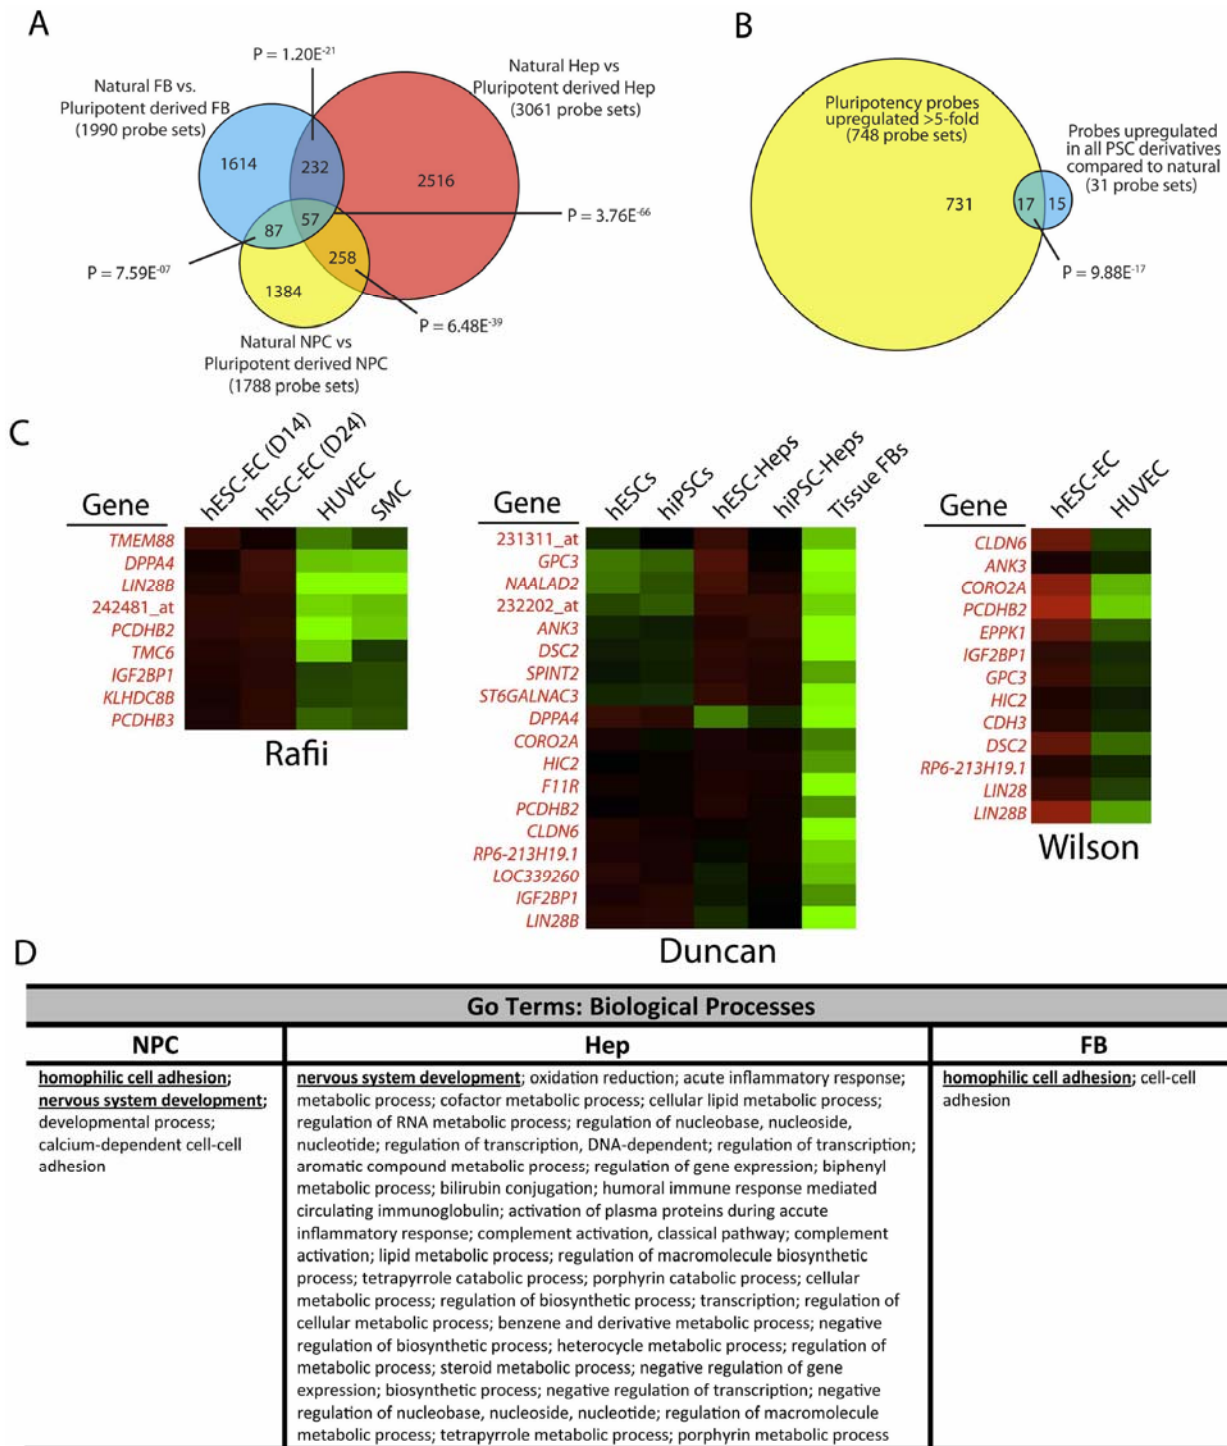 A
P = 1.20E-21
Natural FB vs.
Pluripotent derived FB
(1990 probe sets)
Natural Hep vs
Pluripotent derived Hep
(3061 probe sets)
1614
232
2516
57
87
258
1384
P = 3.76E-66
P = 7.59E-07
P = 6.48E-39
Natural NPC vs
Pluripotent derived NPC
(1788 probe sets)
B
Pluripotency probes
upregulated >5-fold
(748 probe sets)
Probes upregulated
in all PSC derivatives
compared to natural
(31 probe sets)
731
17
15
P = 9.88E-17
C
Gene
hESC-EC (D14)
hESC-EC (D24)
HUVEC
SMC
TMEM88
DPPA4
LIN28B
242481_at
PCDHB2
TMC6
IGF2BP1
KLHDC8B
PCDHB3
Rafii
Gene
hESCs
hiPSCs
hESC-Heps
hiPSC-Heps
Tissue FBs
231311_at
GPC3
NAALAD2
232202_at
ANK3
DSC2
SPINT2
ST6GALNAC3
DPPA4
CORO2A
HIC2
F11R
PCDHB2
CLDN6
RP6-213H19.1
LOC339260
IGF2BP1
LIN28B
Duncan
Gene
hESC-EC
HUVEC
CLDN6
ANK3
CORO2A
PCDHB2
EPPK1
IGF2BP1
GPC3
HIC2
CDH3
DSC2
RP6-213H19.1
LIN28
LIN28B
Wilson
D
Go Terms: Biological Processes
NPC
Hep
FB
homophilic cell adhesion;
nervous system development;
developmental process;
calcium-dependent cell-cell
adhesion
nervous system development; oxidation reduction; acute inflammatory response;
metabolic process; cofactor metabolic process; cellular lipid metabolic process;
regulation of RNA metabolic process; regulation of nucleobase, nucleoside,
nucleotide; regulation of transcription, DNA-dependent; regulation of transcription;
aromatic compound metabolic process; regulation of gene expression; biphenyl
metabolic process; bilirubin conjugation; humoral immune response mediated
circulating immunoglobulin; activation of plasma proteins during accute
inflammatory response; complement activation, classical pathway; complement
activation; lipid metabolic process; regulation of macromolecule biosynthetic
process; tetrapyrrole catabolic process; porphyrin catabolic process; cellular
metabolic process; regulation of biosynthetic process; transcription; regulation of
cellular metabolic process; benzene and derivative metabolic process; negative
regulation of biosynthetic process; heterocycle metabolic process; regulation of
metabolic process; steroid metabolic process; negative regulation of gene
expression; biosynthetic process; negative regulation of transcription; negative
regulation of nucleobase, nucleoside, nucleotide; regulation of macromolecule
metabolic process; tetrapyrrole metabolic process; porphyrin metabolic process
homophilic cell adhesion; cell-cell
adhesion